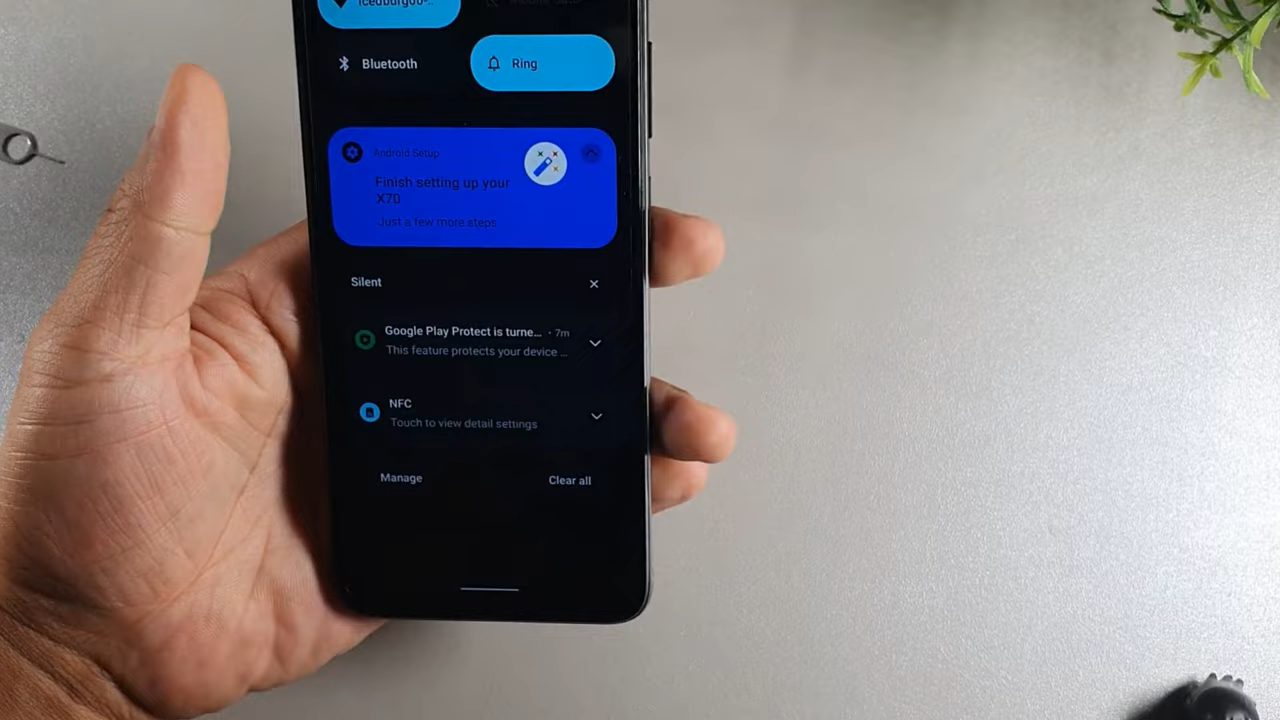 Bluetooth
Ring
Android Setup
Finish setting up your
X70
Just a few more steps
Silent
Google Play Protect is turne... · 7m
This feature protects your device ...
NFC
Touch to view detail settings
Manage
Clear all